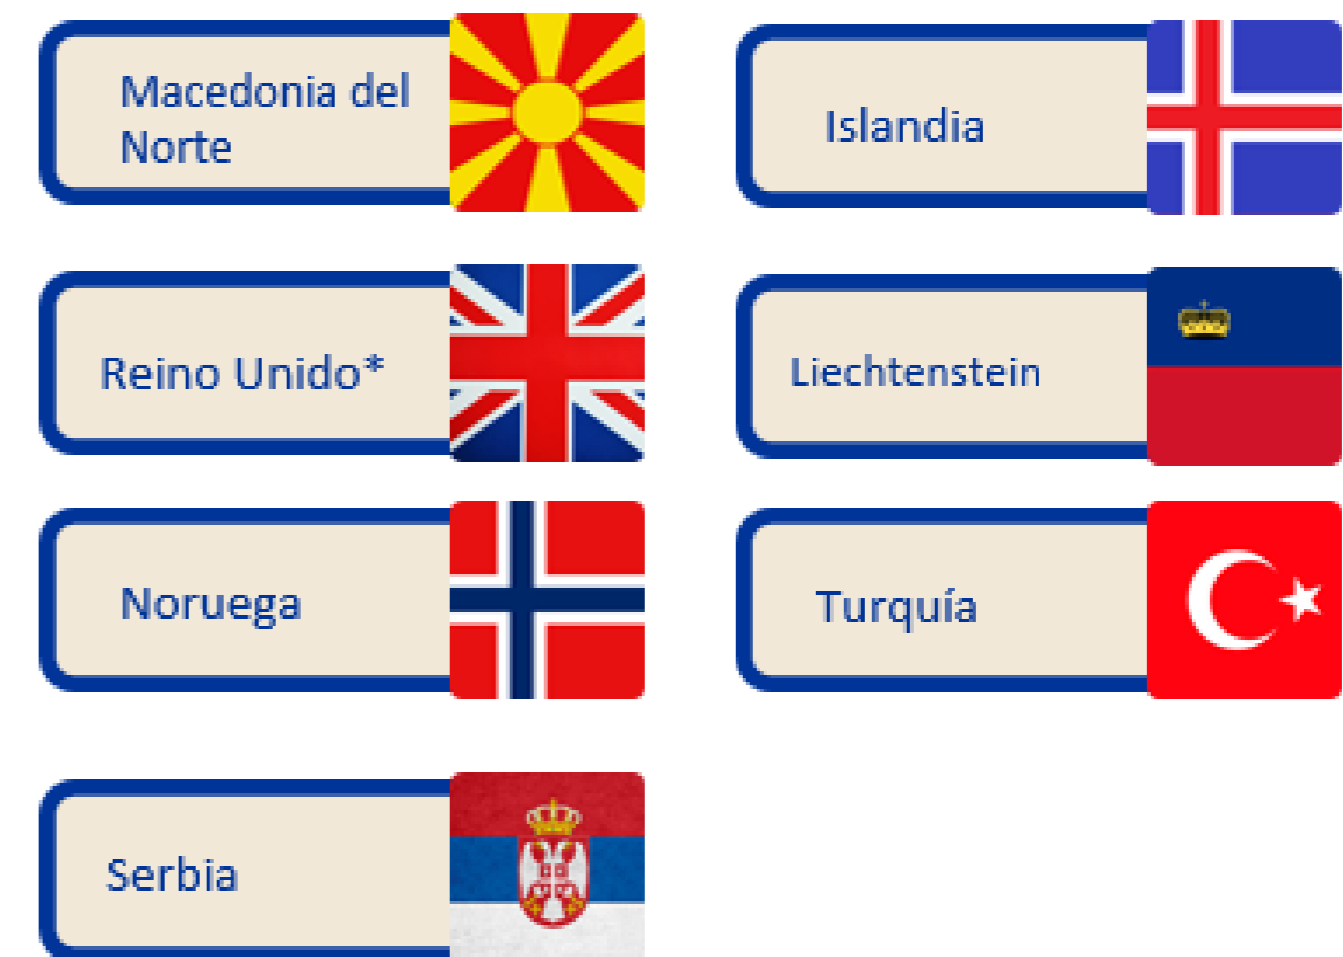 Macedonia del
Norte
Islandia
Reino Unido*
Liechtenstein
Noruega
Turquía
Serbia